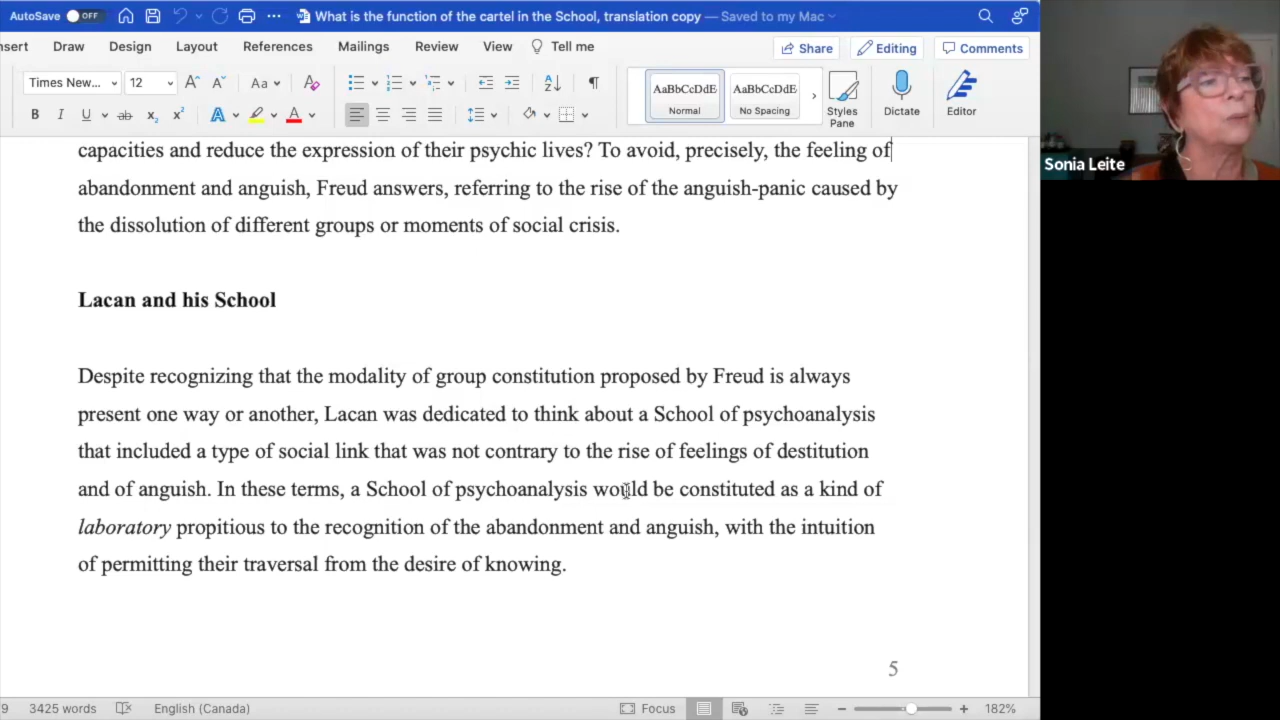 AutoSave OFF What is the function of the cartel in the School, translation copy — Saved to my Mac
nsert Draw Design Layout References Mailings Review View Tell me Share Editing Comments
Times New... 12 A A Aa A AaBbCcDdE AaBbCcDdE
Normal No Spacing Styles Pane Dictate Editor
B I U ab x₂ x² A A
capacities and reduce the expression of their psychic lives? To avoid, precisely, the feeling of
abandonment and anguish, Freud answers, referring to the rise of the anguish-panic caused by
the dissolution of different groups or moments of social crisis.
Lacan and his School
Despite recognizing that the modality of group constitution proposed by Freud is always
present one way or another, Lacan was dedicated to think about a School of psychoanalysis
that included a type of social link that was not contrary to the rise of feelings of destitution
and of anguish. In these terms, a School of psychoanalysis would be constituted as a kind of
laboratory propitious to the recognition of the abandonment and anguish, with the intuition
of permitting their traversal from the desire of knowing.
5
9 3425 words English (Canada) Focus 182%
Sonia Leite